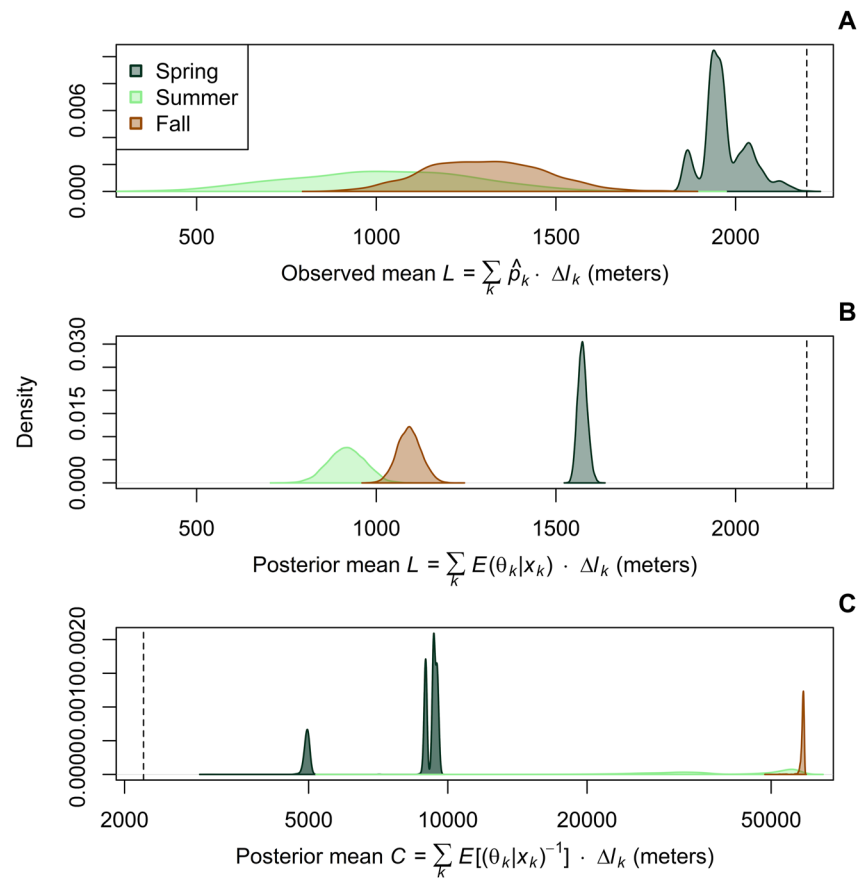 A
Spring
Summer
Fall
0.000 0.006
500 1000 1500 2000
Observed mean L = ∑k p̂k · Δlk (meters)
B
Density
0.000 0.015 0.030
500 1000 1500 2000
Posterior mean L = ∑k E(θk|xk) · Δlk (meters)
C
0.0000 0.0010 0.0020
2000 5000 10000 20000 50000
Posterior mean C = ∑k E[(θk|xk)⁻¹] · Δlk (meters)